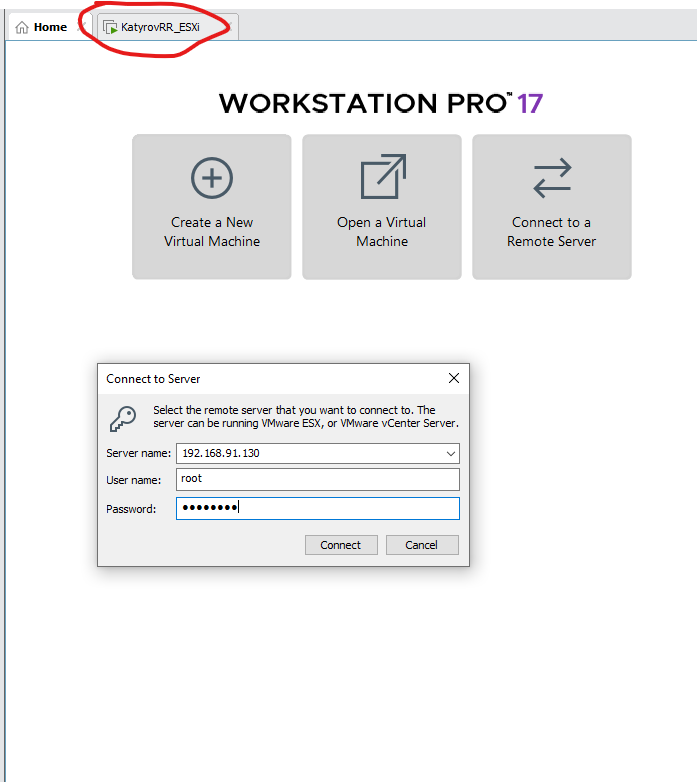 Home
KatyrovRR_ESXi
WORKSTATION PRO™ 17
Create a New
Virtual Machine
Open a Virtual
Machine
Connect to a
Remote Server
Connect to Server
Select the remote server that you want to connect to. The
server can be running VMware ESX, or VMware vCenter Server.
Server name: 192.168.91.130
User name: root
Password: ●●●●●●●●
Connect Cancel